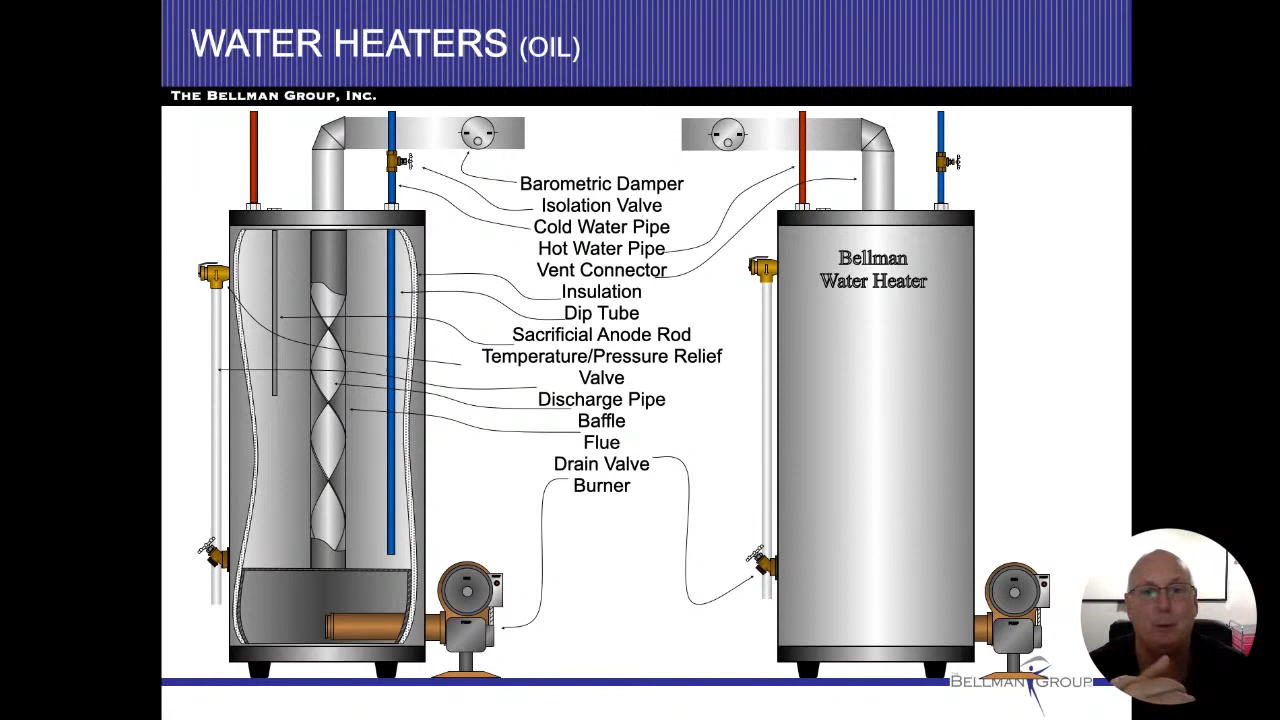 WATER HEATERS (OIL)
THE BELLMAN GROUP, INC.
Barometric Damper
Isolation Valve
Cold Water Pipe
Hot Water Pipe
Vent Connector
Insulation
Dip Tube
Sacrificial Anode Rod
Temperature/Pressure Relief
Valve
Discharge Pipe
Baffle
Flue
Drain Valve
Burner
Bellman
Water Heater
THE
BELLMAN GROUP